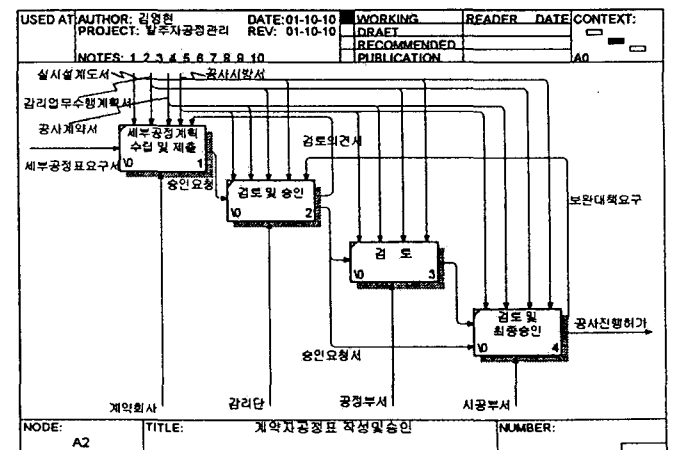 USED AT: AUTHOR: 김영현 DATE: 01-10-10 WORKING READER DATE CONTEXT:
PROJECT: 발주자공정관리 REV: 01-10-10 DRAFT
RECOMMENDED
NOTES: 1 2 3 4 5 6 7 8 9 10 PUBLICATION A0
실시설계도서 공사시방서
감리업무수행계획서
공사계약서
세부공정계획
수립 및 제출
\0 1
검토의견서
세부공정표요구서
승인요청
검토 및 승인
\0 2
보완대책요구
검 토
\0 3
검토 및
최종승인
\0 4
공사진행허가
승인요청서
계약회사 감리단 공정부서 시공부서
NODE: TITLE: 계약자공정표 작성및승인 NUMBER:
A2